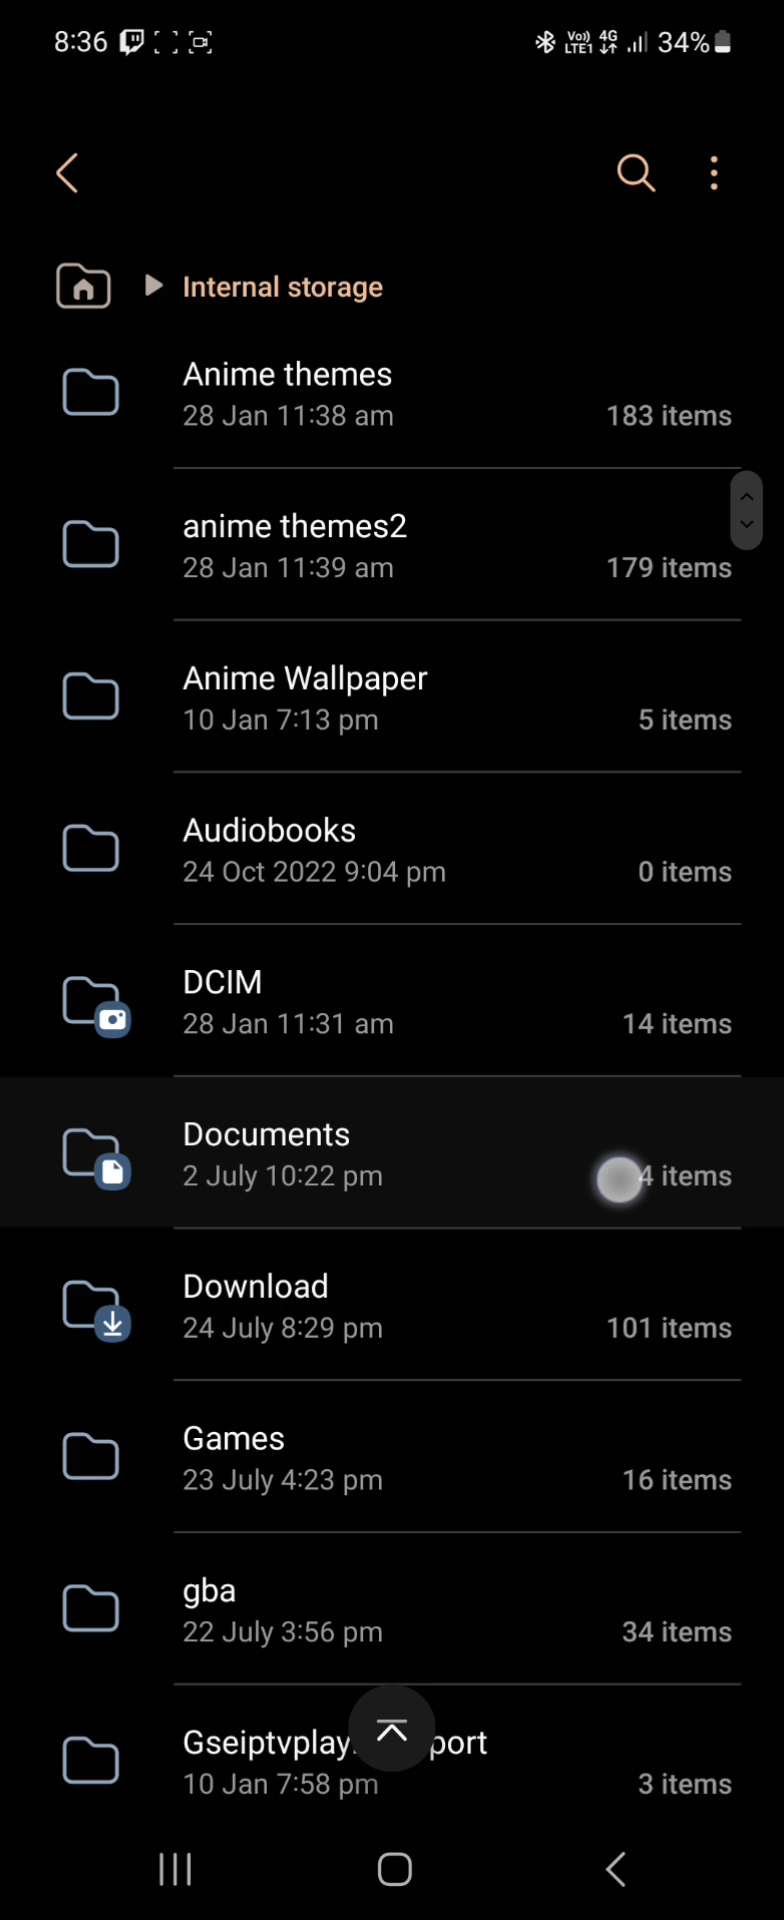 8:36 Vo)) LTE1 4G 34%
Internal storage
Anime themes
28 Jan 11:38 am 183 items
anime themes2
28 Jan 11:39 am 179 items
Anime Wallpaper
10 Jan 7:13 pm 5 items
Audiobooks
24 Oct 2022 9:04 pm 0 items
DCIM
28 Jan 11:31 am 14 items
Documents
2 July 10:22 pm 4 items
Download
24 July 8:29 pm 101 items
Games
23 July 4:23 pm 16 items
gba
22 July 3:56 pm 34 items
10 Jan 7:58 pm 3 items